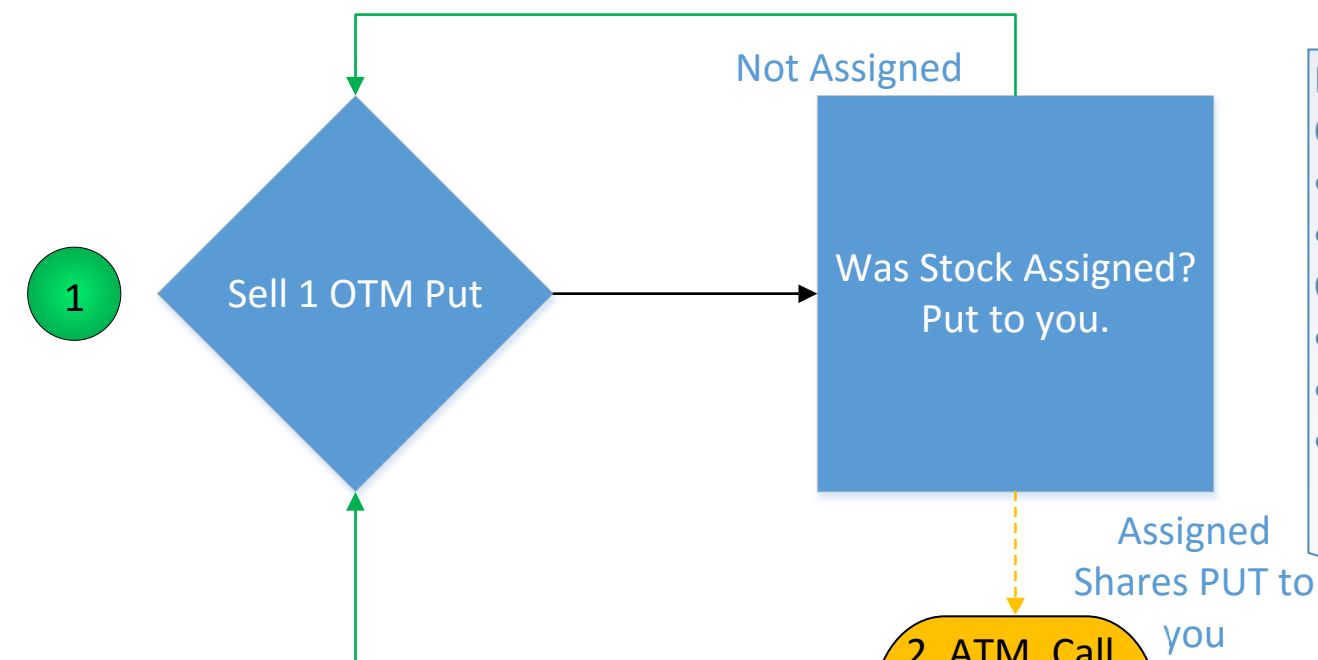 Not Assigned
1
Sell 1 OTM Put
Was Stock Assigned?
Put to you.
Assigned
Shares PUT to
you
2 ATM Call